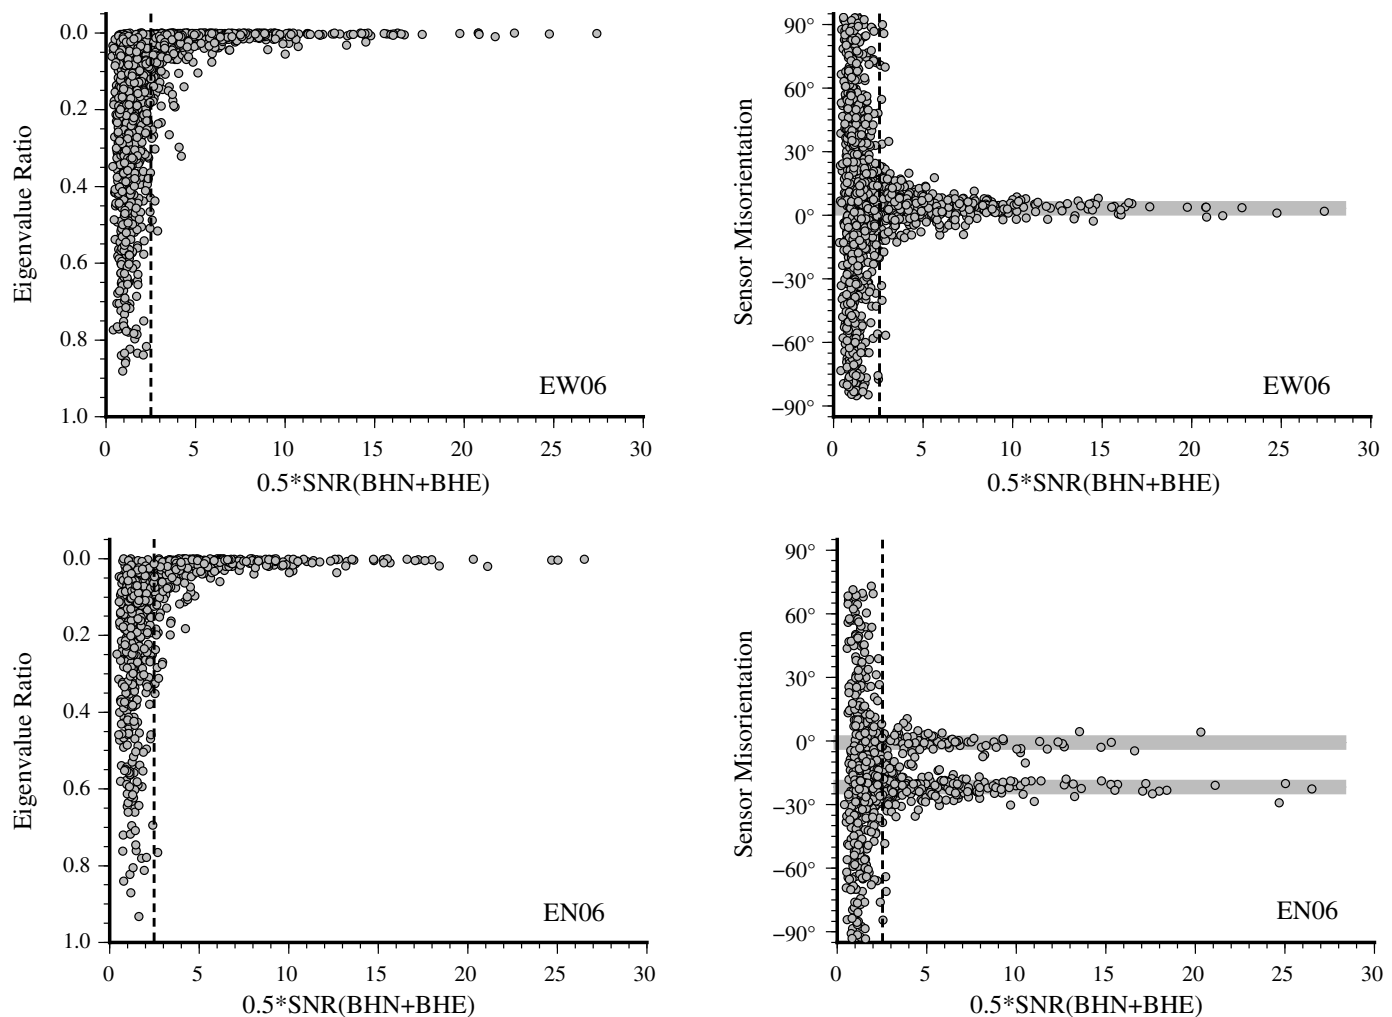 0.0
0.2
0.4
0.6
0.8
1.0
Eigenvalue Ratio
EW06
0 5 10 15 20 25 30
0.5*SNR(BHN+BHE)
90°
60°
30°
0°
−30°
−60°
−90°
Sensor Misorientation
EW06
0 5 10 15 20 25 30
0.5*SNR(BHN+BHE)
0.0
0.2
0.4
0.6
0.8
1.0
Eigenvalue Ratio
EN06
0 5 10 15 20 25 30
0.5*SNR(BHN+BHE)
90°
60°
30°
0°
−30°
−60°
−90°
Sensor Misorientation
EN06
0 5 10 15 20 25 30
0.5*SNR(BHN+BHE)